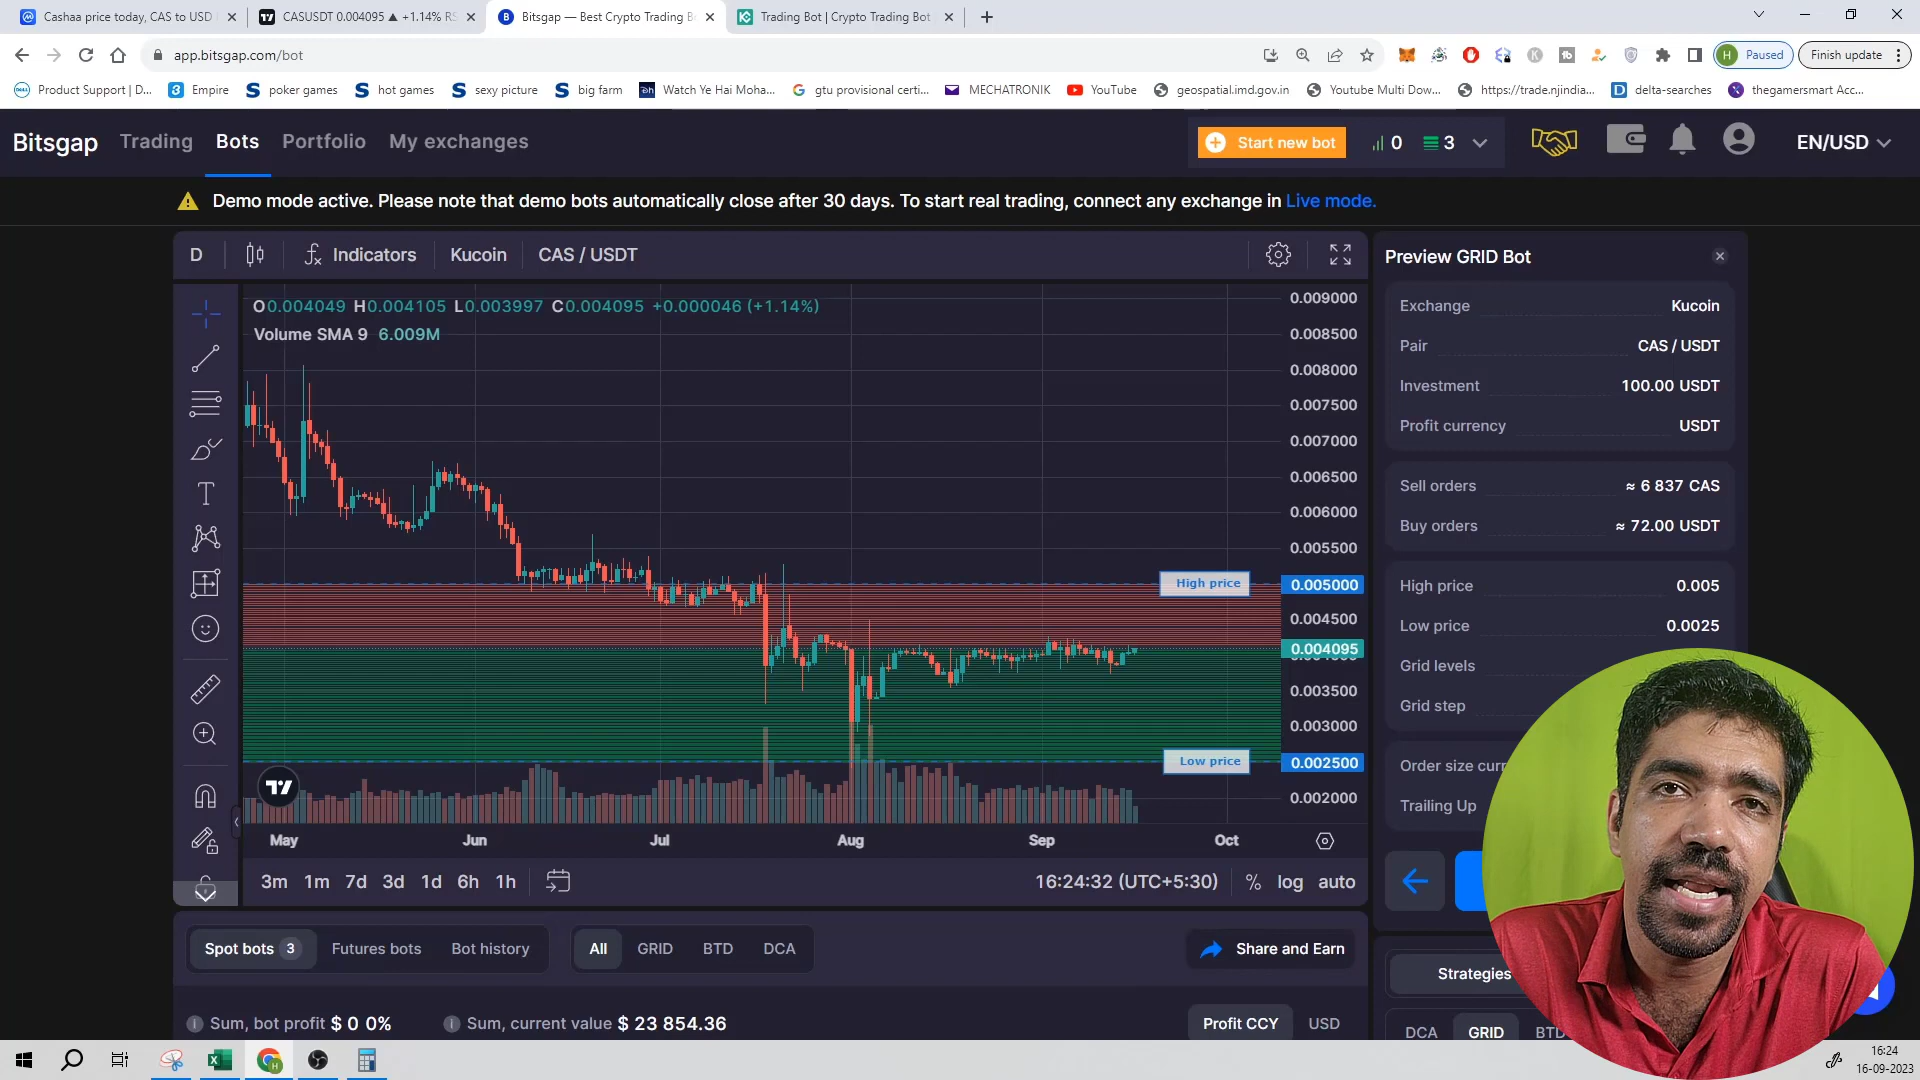 Cashaa price today, CAS to USD
CASUSDT 0.004095 ▲ +1.14% RS
Bitsgap — Best Crypto Trading B
Trading Bot | Crypto Trading Bot
app.bitsgap.com/bot
H Paused
Finish update
Product Support | D...
Empire
poker games
hot games
sexy picture
big farm
Watch Ye Hai Moha...
gtu provisional certi...
MECHATRONIK
YouTube
geospatial.imd.gov.in
Youtube Multi Dow...
https://trade.njindia...
delta-searches
thegamersmart Acc...
Bitsgap
Trading
Bots
Portfolio
My exchanges
Start new bot
0
3
EN/USD
Demo mode active. Please note that demo bots automatically close after 30 days. To start real trading, connect any exchange in Live mode.
D
Indicators
Kucoin
CAS / USDT
O0.004049 H0.004105 L0.003997 C0.004095 +0.000046 (+1.14%)
Volume SMA 9 6.009M
0.009000
0.008500
0.008000
0.007500
0.007000
0.006500
0.006000
0.005500
High price
0.005000
0.004500
0.004095
0.003500
0.003000
Low price
0.002500
0.002000
May
Jun
Jul
Aug
Sep
Oct
3m 1m 7d 3d 1d 6h 1h
16:24:32 (UTC+5:30)
% log auto
Preview GRID Bot
Exchange Kucoin
Pair CAS / USDT
Investment 100.00 USDT
Profit currency USDT
Sell orders ≈ 6 837 CAS
Buy orders ≈ 72.00 USDT
High price 0.005
Low price 0.0025
Grid levels
Grid step
Order size curr
Trailing Up
Strategies
DCA
GRID
BTD
Spot bots 3
Futures bots
Bot history
All
GRID
BTD
DCA
Share and Earn
Sum, bot profit $ 0 0%
Sum, current value $ 23 854.36
Profit CCY
USD
16:24
16-09-2023